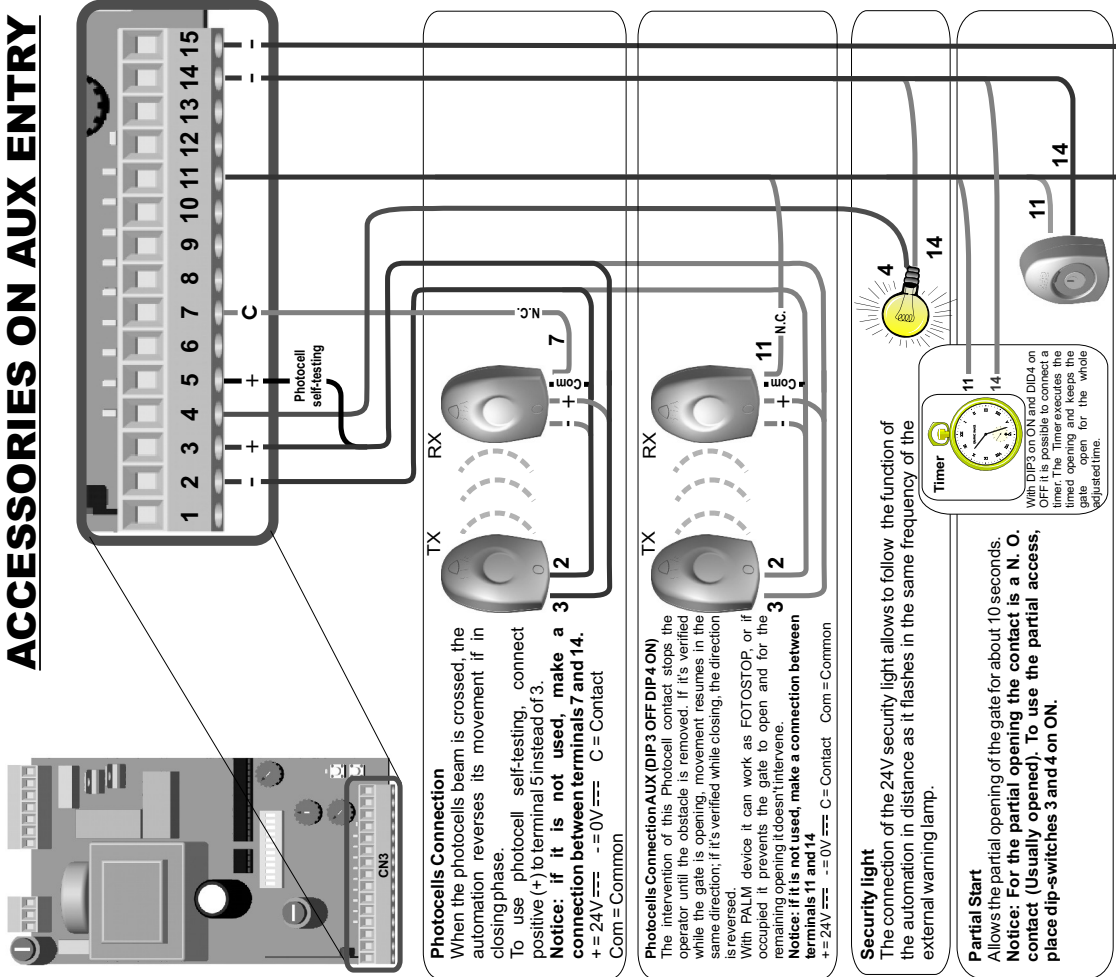 ACCESSORIES ON AUX ENTRY
CN3
1 2 3 4 5 6 7 8 9 10 11 12 13 14 15
- + + C - -
Photocell
self-testing
Photocells Connection
When the photocells beam is crossed, the
automation reverses its movement if in
closing phase.
To use photocell self-testing, connect
positive (+) to terminal 5 instead of 3.
Notice: if it is not used, make a
connection between terminals 7 and 14.
+ = 24V - = 0V C = Contact
Com = Common
TX
RX
3
2
- + Com
7
N.C.
Photocells Connection AUX (DIP 3 OFF DIP 4 ON)
The intervention of this Photocell contact stops the
operator until the obstacle is removed. If it's verified
while the gate is opening, movement resumes in the
same direction; if it's verified while closing, the direction
is reversed.
With PALM device it can work as FOTOSTOP, or if
occupied it prevents the gate to open and for the
remaining opening it doesn't intervene.
Notice: if it is not used, make a connection between
terminals 11 and 14
+ = 24V - = 0V C = Contact Com = Common
TX
RX
3
2
- + Com
11
N.C.
Security light
The connection of the 24V security light allows to follow the function of
the automation in distance as it flashes in the same frequency of the
external warning lamp.
4
14
Partial Start
Allows the partial opening of the gate for about 10 seconds.
Notice: For the partial opening the contact is a N. O.
contact (Usually opened). To use the partial access,
place dip-switches 3 and 4 on ON.
Timer
11
14
With DIP3 on ON and DID4 on
OFF it is possible to connect a
timer. The Timer executes the
timed opening and keeps the
gate open for the whole
adjusted time.
11
14